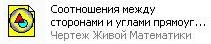 Соотношения между
сторонами и углами прямоуг...
Чертеж Живой Математики